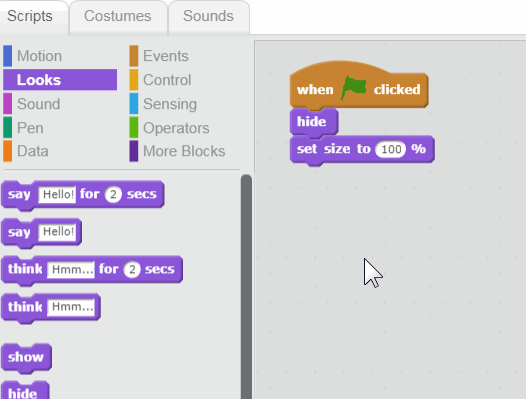 Scripts Costumes Sounds
Motion Events
Looks Control
Sound Sensing
Pen Operators
Data More Blocks
say Hello! for 2 secs
say Hello!
think Hmm... for 2 secs
think Hmm...
show
hide
when clicked
hide
set size to 100 %